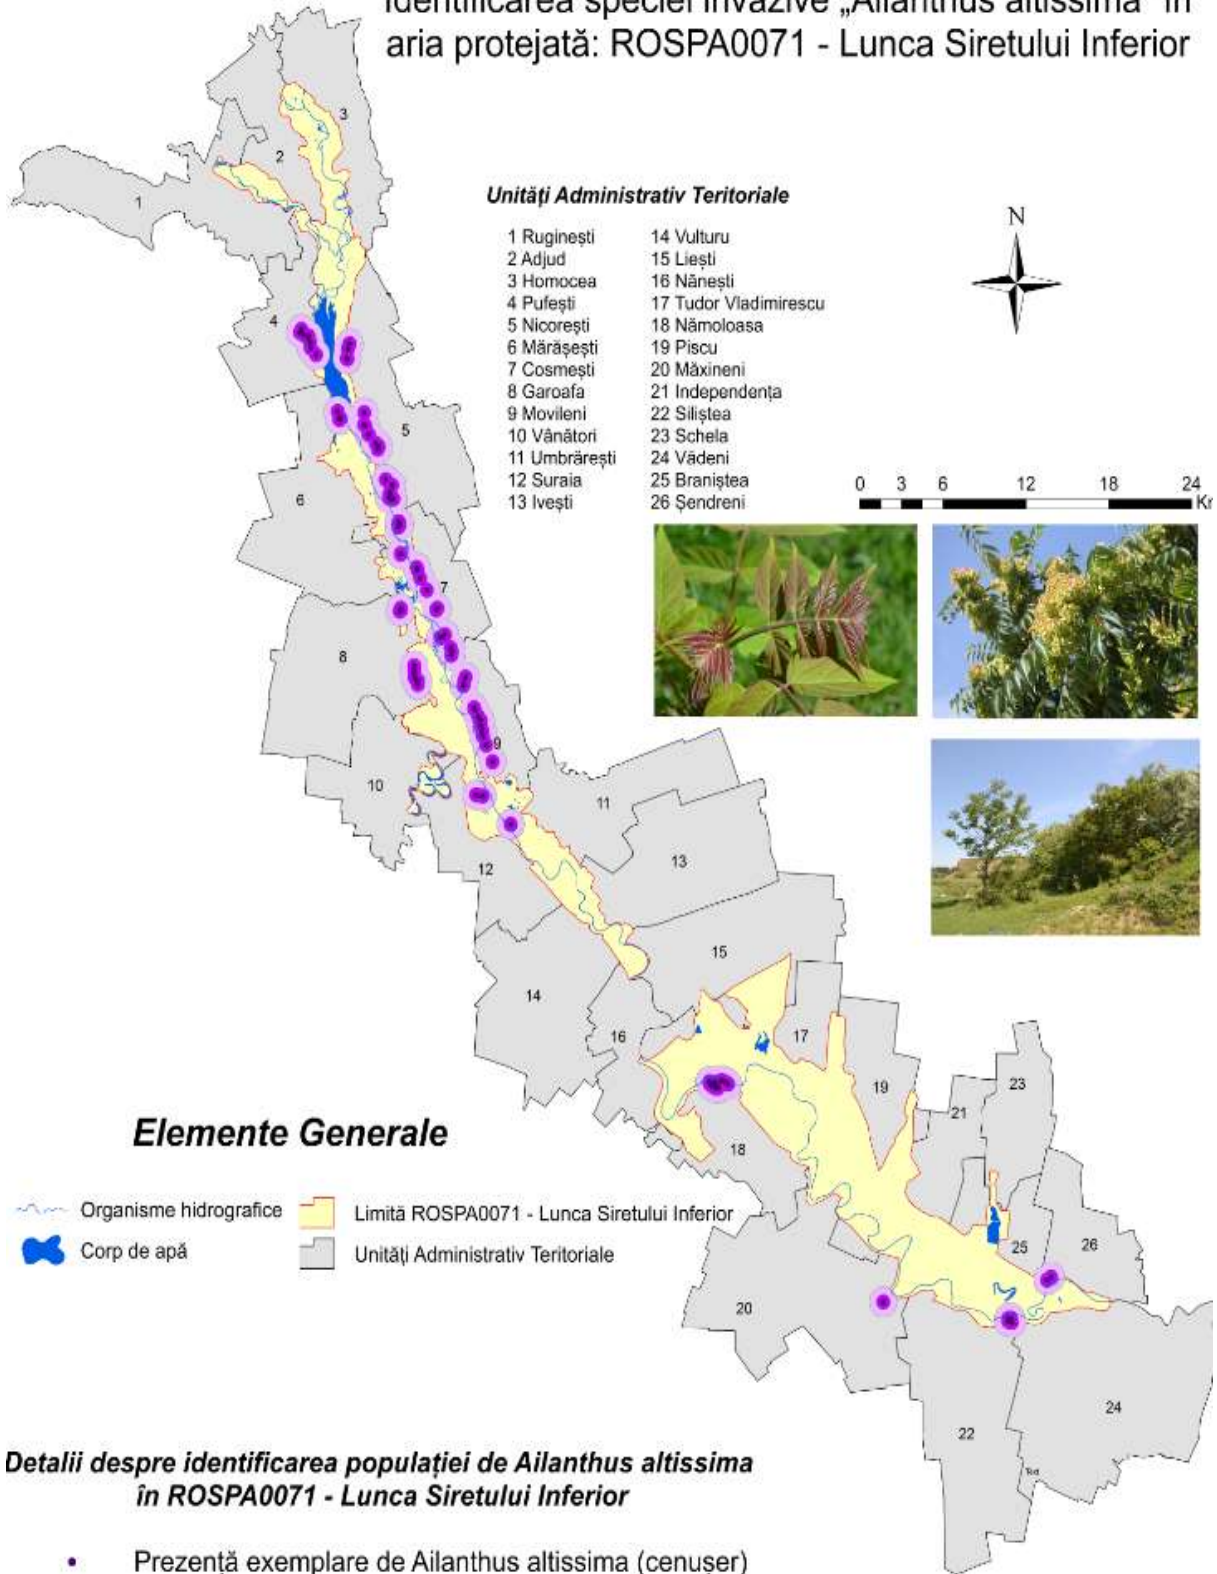 Identificarea speciei invazive „Ailanthus altissima" în
aria protejată: ROSPA0071 - Lunca Siretului Inferior
3
2
1
Unități Administrativ Teritoriale
N
1 Ruginești
2 Adjud
3 Homocea
4 Pufești
5 Nicorești
6 Mărășești
7 Cosmești
8 Garoafa
9 Movileni
10 Vânători
11 Umbrărești
12 Suraia
13 Ivești
14 Vulturu
15 Liești
16 Nănești
17 Tudor Vladimirescu
18 Nămoloasa
19 Piscu
20 Măxineni
21 Independența
22 Siliștea
23 Schela
24 Vădeni
25 Braniștea
26 Șendreni
4
5
0 3 6 12 18 24
6
7
8
9
10
11
13
12
15
14
16
17
19
23
21
18
25
26
20
24
22
Elemente Generale
Organisme hidrografice
Corp de apă
Limită ROSPA0071 - Lunca Siretului Inferior
Unități Administrativ Teritoriale
Detalii despre identificarea populației de Ailanthus altissima
în ROSPA0071 - Lunca Siretului Inferior
Prezență exemplare de Ailanthus altissima (cenușer)